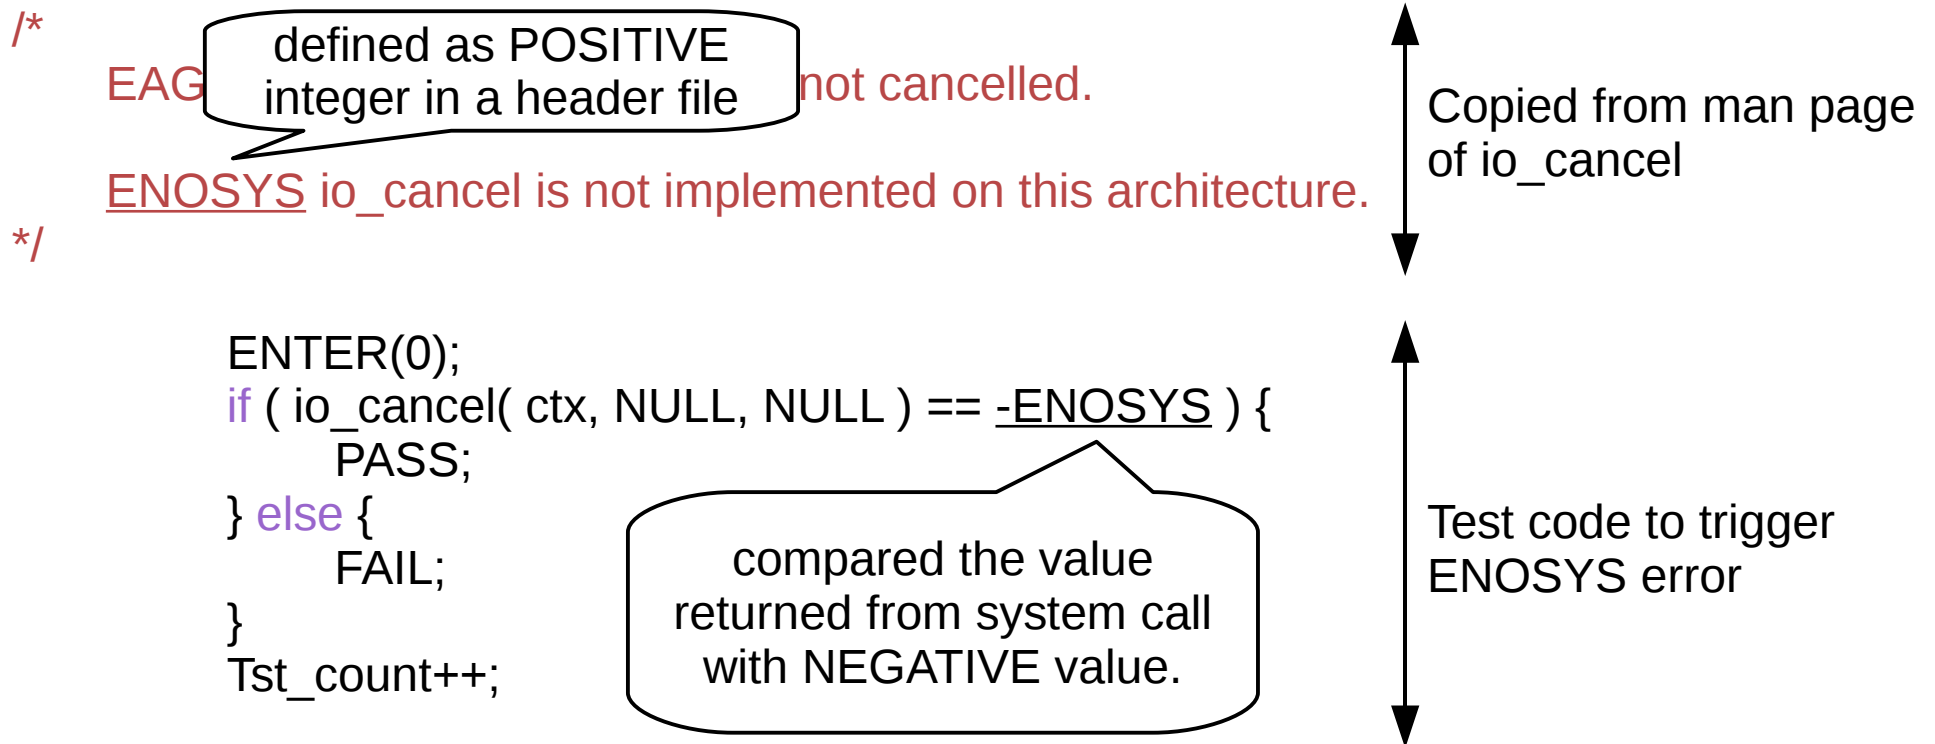 /*
defined as POSITIVE
integer in a header file
EAG not cancelled.
ENOSYS io_cancel is not implemented on this architecture.
*/
Copied from man page
of io_cancel
ENTER(0);
if ( io_cancel( ctx, NULL, NULL ) == -ENOSYS ) {
PASS;
} else {
FAIL;
}
Tst_count++;
compared the value
returned from system call
with NEGATIVE value.
Test code to trigger
ENOSYS error